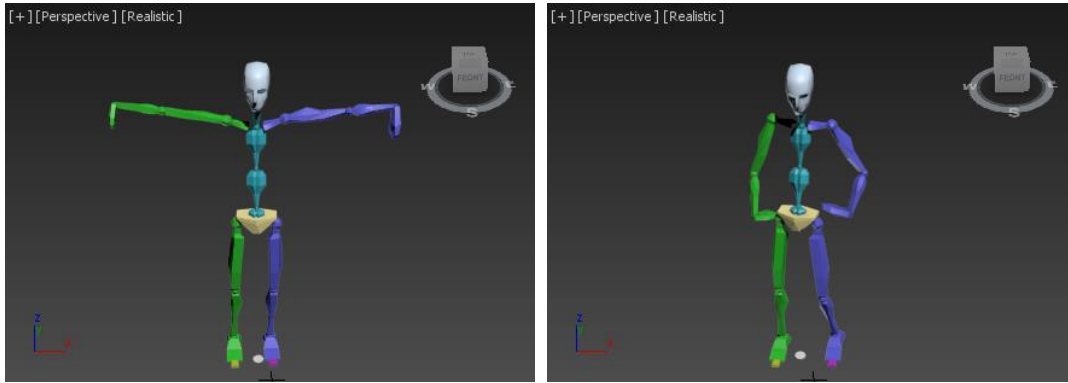 [+] [Perspective] [Realistic]
FRONT
W
S
z
x
[+] [Perspective] [Realistic]
FRONT
W
S
z
x